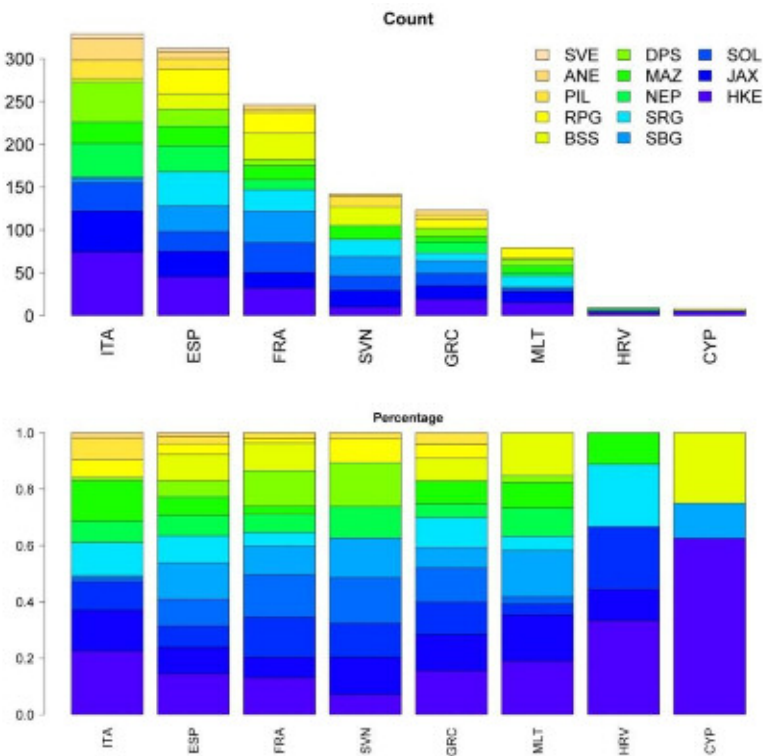 Count
SVE DPS SOL
ANE MAZ JAX
PIL NEP HKE
RPG SRG
BSS SBG
300
250
200
150
100
50
0
ITA ESP FRA SVN GRC MLT HRV CYP
Percentage
1.0
0.8
0.6
0.4
0.2
0.0
ITA ESP FRA SVN GRC MLT HRV CYP